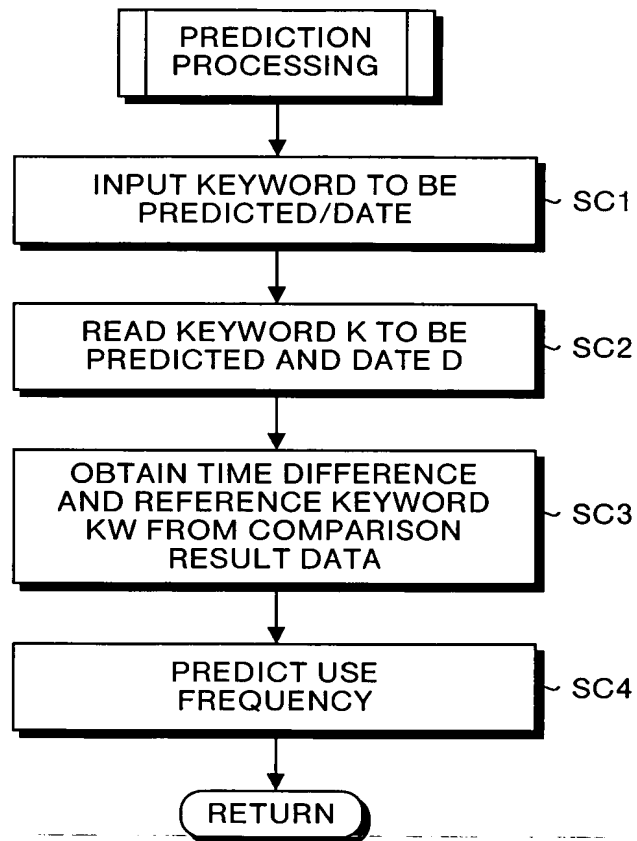 PREDICTION
PROCESSING
INPUT KEYWORD TO BE
PREDICTED/DATE
SC1
READ KEYWORD K TO BE
PREDICTED AND DATE D
SC2
OBTAIN TIME DIFFERENCE
AND REFERENCE KEYWORD
KW FROM COMPARISON
RESULT DATA
SC3
PREDICT USE
FREQUENCY
SC4
RETURN